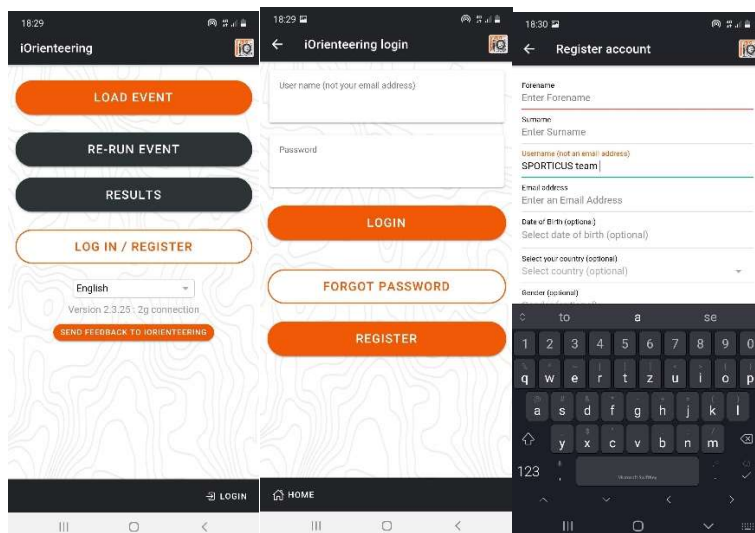 18:29
iOrienteering
LOAD EVENT
RE-RUN EVENT
RESULTS
LOG IN / REGISTER
English
Version 2.3.25 : 2g connection
SEND FEEDBACK TO IORIENTEERING
LOGIN
18:29
iOrienteering login
User name (not your email address)
Password
LOGIN
FORGOT PASSWORD
REGISTER
HOME
18:30
Register account
Forename
Enter Forename
Surname
Enter Surname
Username (not an email address)
SPORTICUS team
Email address
Enter an Email Address
Date of Birth (optional)
Select date of birth (optional)
Select your country (optional)
Select country (optional)
Gender (optional)
to a se
1 2 3 4 5 6 7 8 9 0
q w e r t z u i o p
a s d f g h j k l
y x c v b n m
123